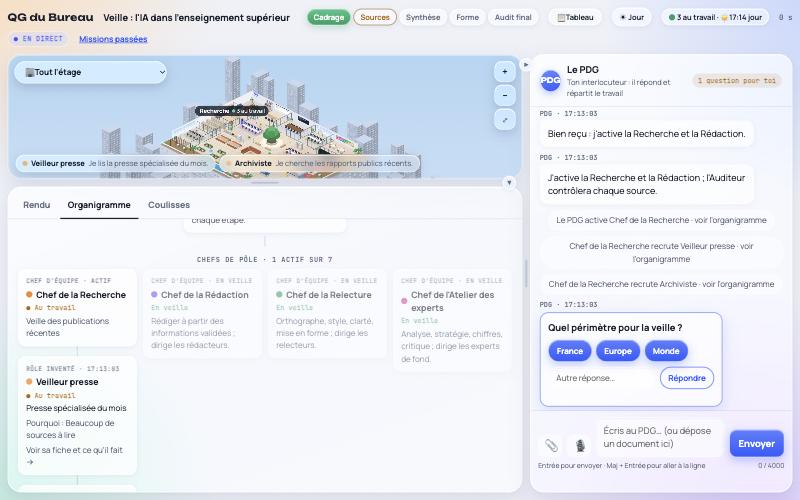 QG du Bureau
Veille : l'IA dans l'enseignement supérieur
Cadrage
Sources
Synthèse
Forme
Audit final
Tableau
Jour
3 au travail · 17:14 jour
0 s
EN DIRECT
Missions passées
Tout l'étage
+
−
Recherche 3 au travail
Veilleur presse Je lis la presse spécialisée du mois.
Archiviste Je cherche les rapports publics récents.
Rendu
Organigramme
Coulisses
chaque étape.
CHEFS DE PÔLE · 1 ACTIF SUR 7
CHEF D'ÉQUIPE · ACTIF
Chef de la Recherche
Au travail
Veille des publications
récentes
CHEF D'ÉQUIPE · EN VEILLE
Chef de la Rédaction
En veille
Rédiger à partir des
informations validées ;
dirige les rédacteurs.
CHEF D'ÉQUIPE · EN VEILLE
Chef de la Relecture
En veille
Orthographe, style, clarté,
mise en forme ; dirige les
relecteurs.
CHEF D'ÉQUIPE · EN VEILLE
Chef de l'Atelier des
experts
En veille
Analyse, stratégie, chiffres,
critique ; dirige les experts
de fond.
RÔLE INVENTÉ · 17:13:03
Veilleur presse
Au travail
Presse spécialisée du mois
Pourquoi : Beaucoup de
sources à lire
Voir sa fiche et ce qu'il fait
→
PDG
Le PDG
Ton interlocuteur : il répond et
répartit le travail
1 question pour toi
PDG · 17:13:03
Bien reçu : j'active la Recherche et la Rédaction.
PDG · 17:13:03
J'active la Recherche et la Rédaction ; l'Auditeur
contrôlera chaque source.
Le PDG active Chef de la Recherche · voir l'organigramme
Chef de la Recherche recrute Veilleur presse · voir
l'organigramme
Chef de la Recherche recrute Archiviste · voir l'organigramme
PDG · 17:13:03
Quel périmètre pour la veille ?
France
Europe
Monde
Autre réponse…
Répondre
Écris au PDG… (ou dépose
un document ici)
Envoyer
Entrée pour envoyer · Maj + Entrée pour aller à la ligne
0 / 4000